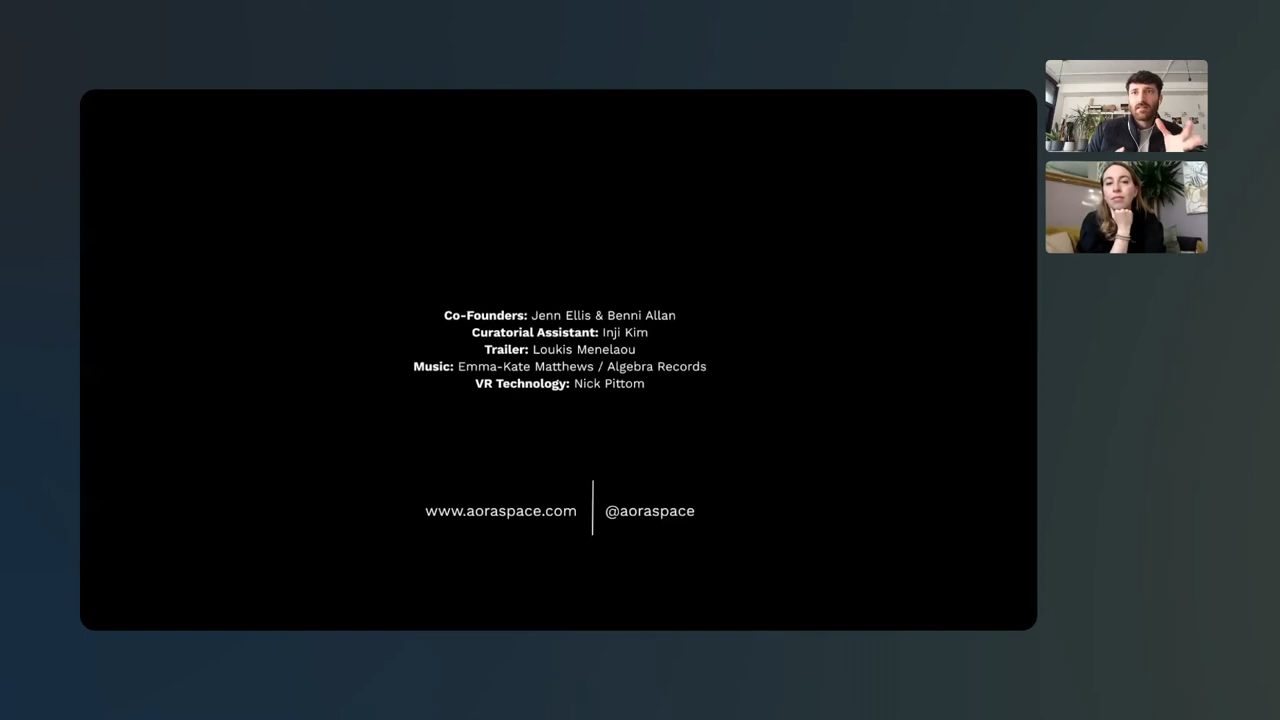 Co-Founders: Jenn Ellis & Benni Allan
Curatorial Assistant: Inji Kim
Trailer: Loukis Menelaou
Music: Emma-Kate Matthews / Algebra Records
VR Technology: Nick Pittom
www.aoraspace.com
@aoraspace